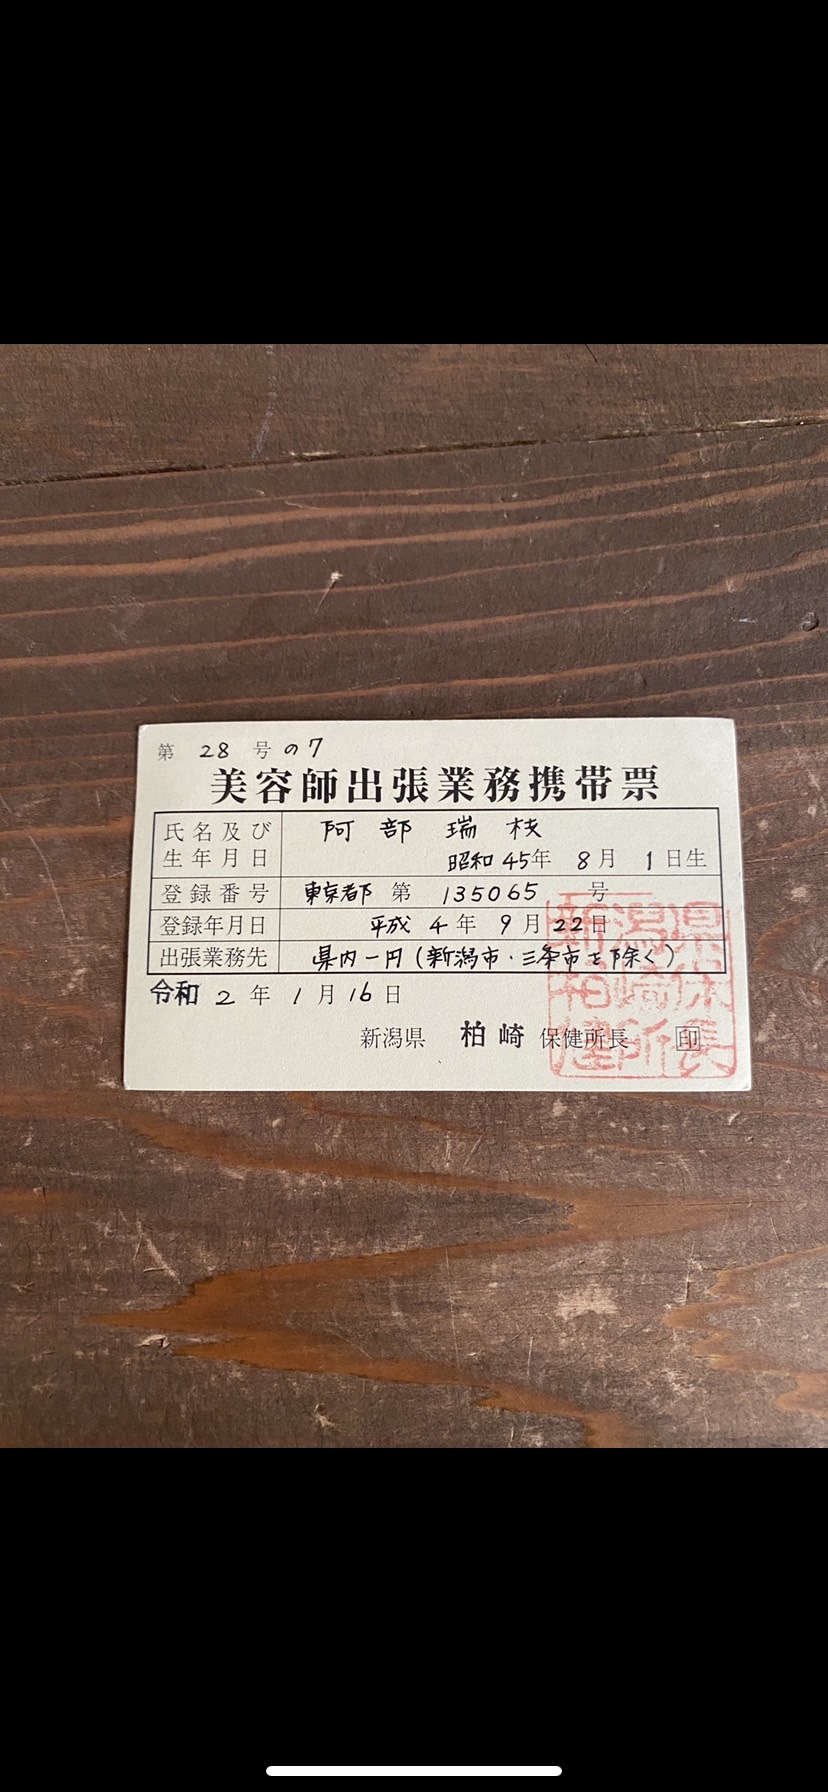 第 28 号 の7
美容師出張業務携帯票
氏名及び 阿部 瑞枝
生年月日 昭和 45年 8月 1日生
登録番号 東京都 第 135065 号
登録年月日 平成 4年 9月 22日
出張業務先 県内一円(新潟市・三条市を除く)
令和 2 年 1 月 16 日
新潟県 柏崎 保健所長 印
新潟県柏崎保健所長